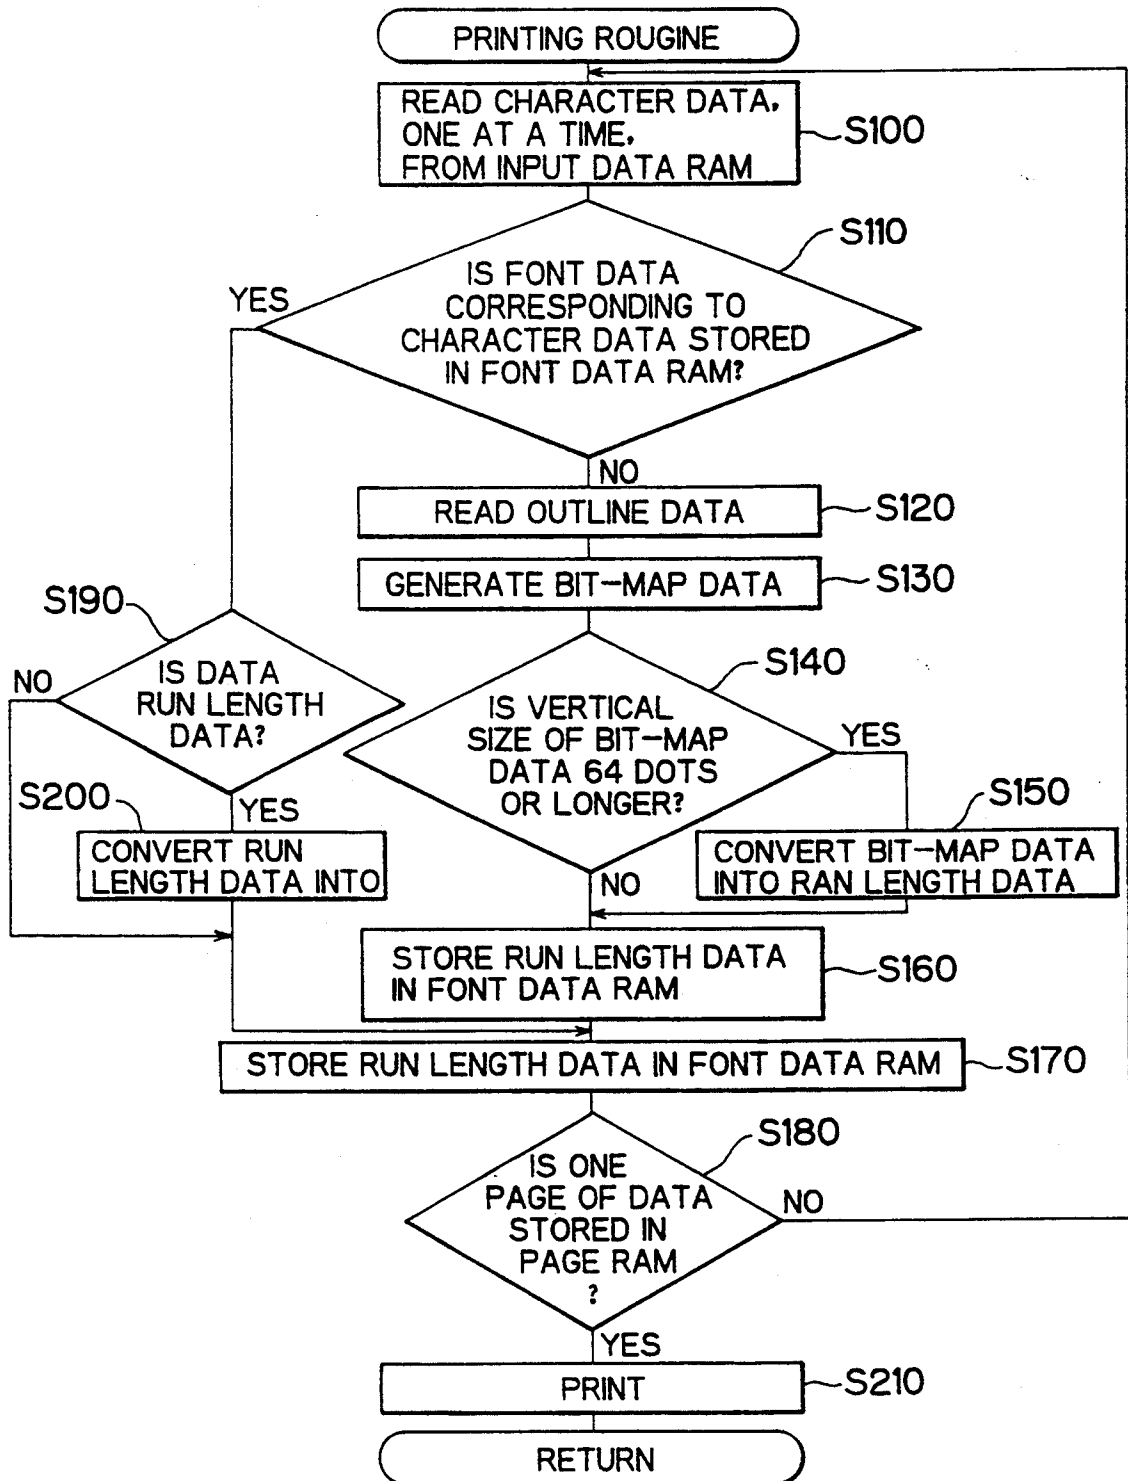 PRINTING ROUGINE
READ CHARACTER DATA,
ONE AT A TIME,
FROM INPUT DATA RAM
S100
S110
IS FONT DATA
CORRESPONDING TO
CHARACTER DATA STORED
IN FONT DATA RAM?
YES
NO
READ OUTLINE DATA
S120
GENERATE BIT-MAP DATA
S130
S190
IS DATA
RUN LENGTH
DATA?
NO
YES
S140
IS VERTICAL
SIZE OF BIT-MAP
DATA 64 DOTS
OR LONGER?
YES
NO
S200
CONVERT RUN
LENGTH DATA INTO
S150
CONVERT BIT-MAP DATA
INTO RAN LENGTH DATA
STORE RUN LENGTH DATA
IN FONT DATA RAM
S160
STORE RUN LENGTH DATA IN FONT DATA RAM
S170
S180
IS ONE
PAGE OF DATA
STORED IN
PAGE RAM
?
NO
YES
PRINT
S210
RETURN